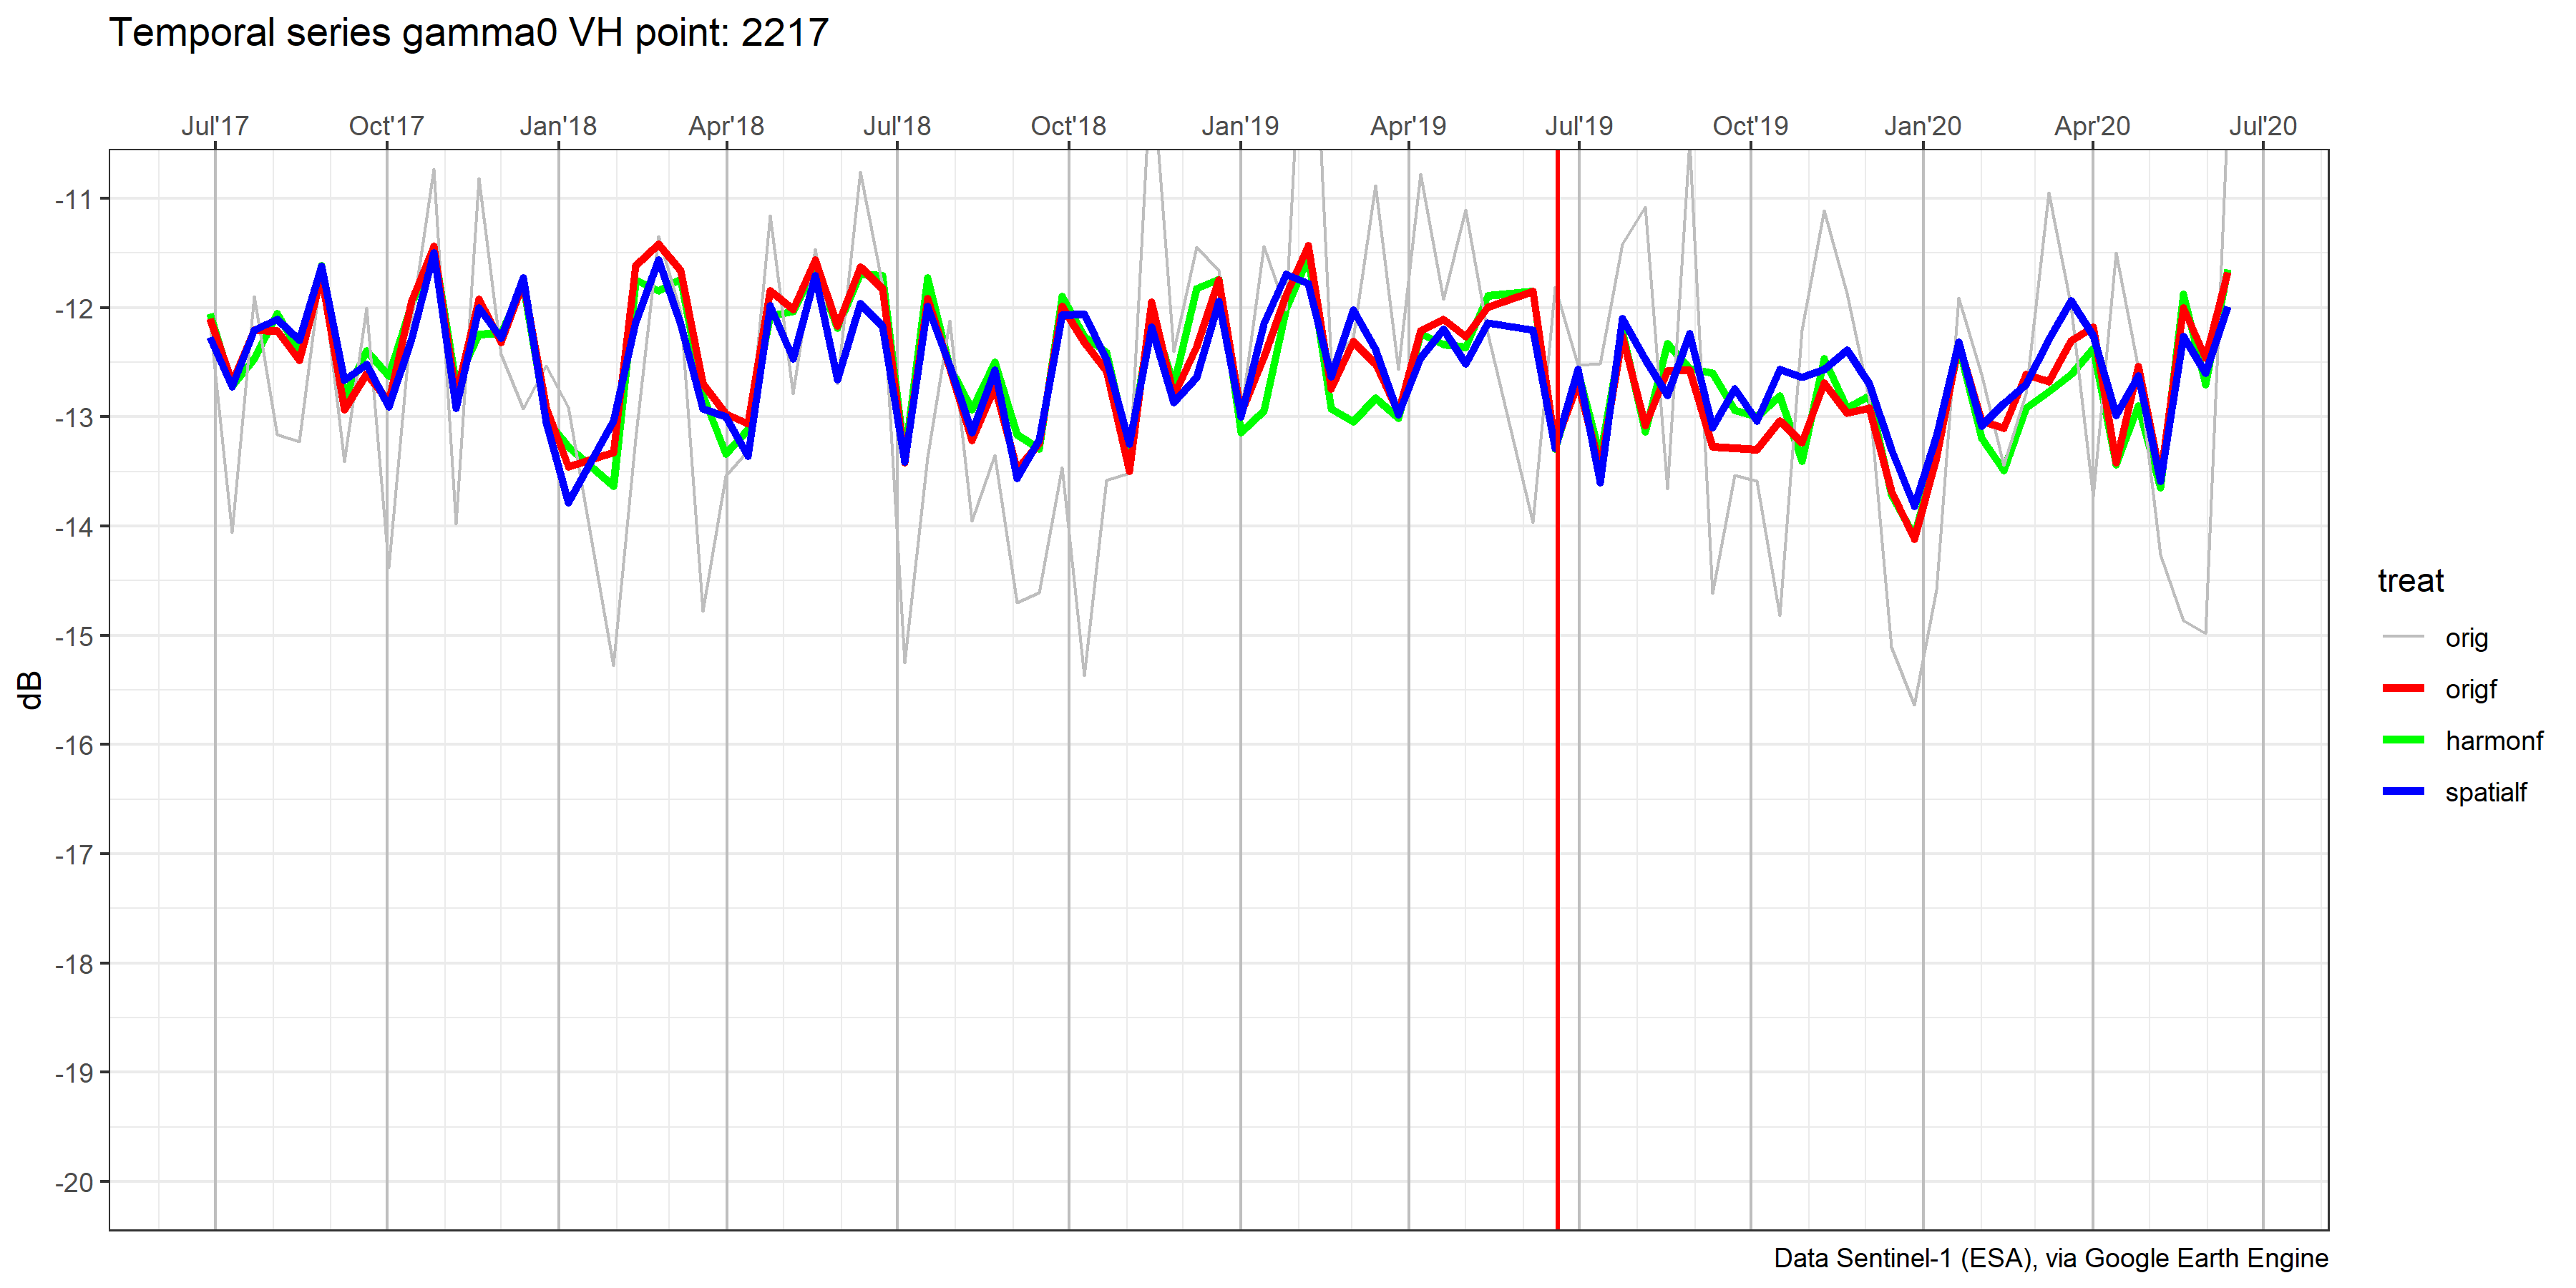 Temporal series gamma0 VH point: 2217
Jul'17 Oct'17 Jan'18 Apr'18 Jul'18 Oct'18 Jan'19 Apr'19 Jul'19 Oct'19 Jan'20 Apr'20 Jul'20
-11
-12
-13
-14
-15
-16
-17
-18
-19
-20
dB
treat
orig
origf
harmonf
spatialf
Data Sentinel-1 (ESA), via Google Earth Engine